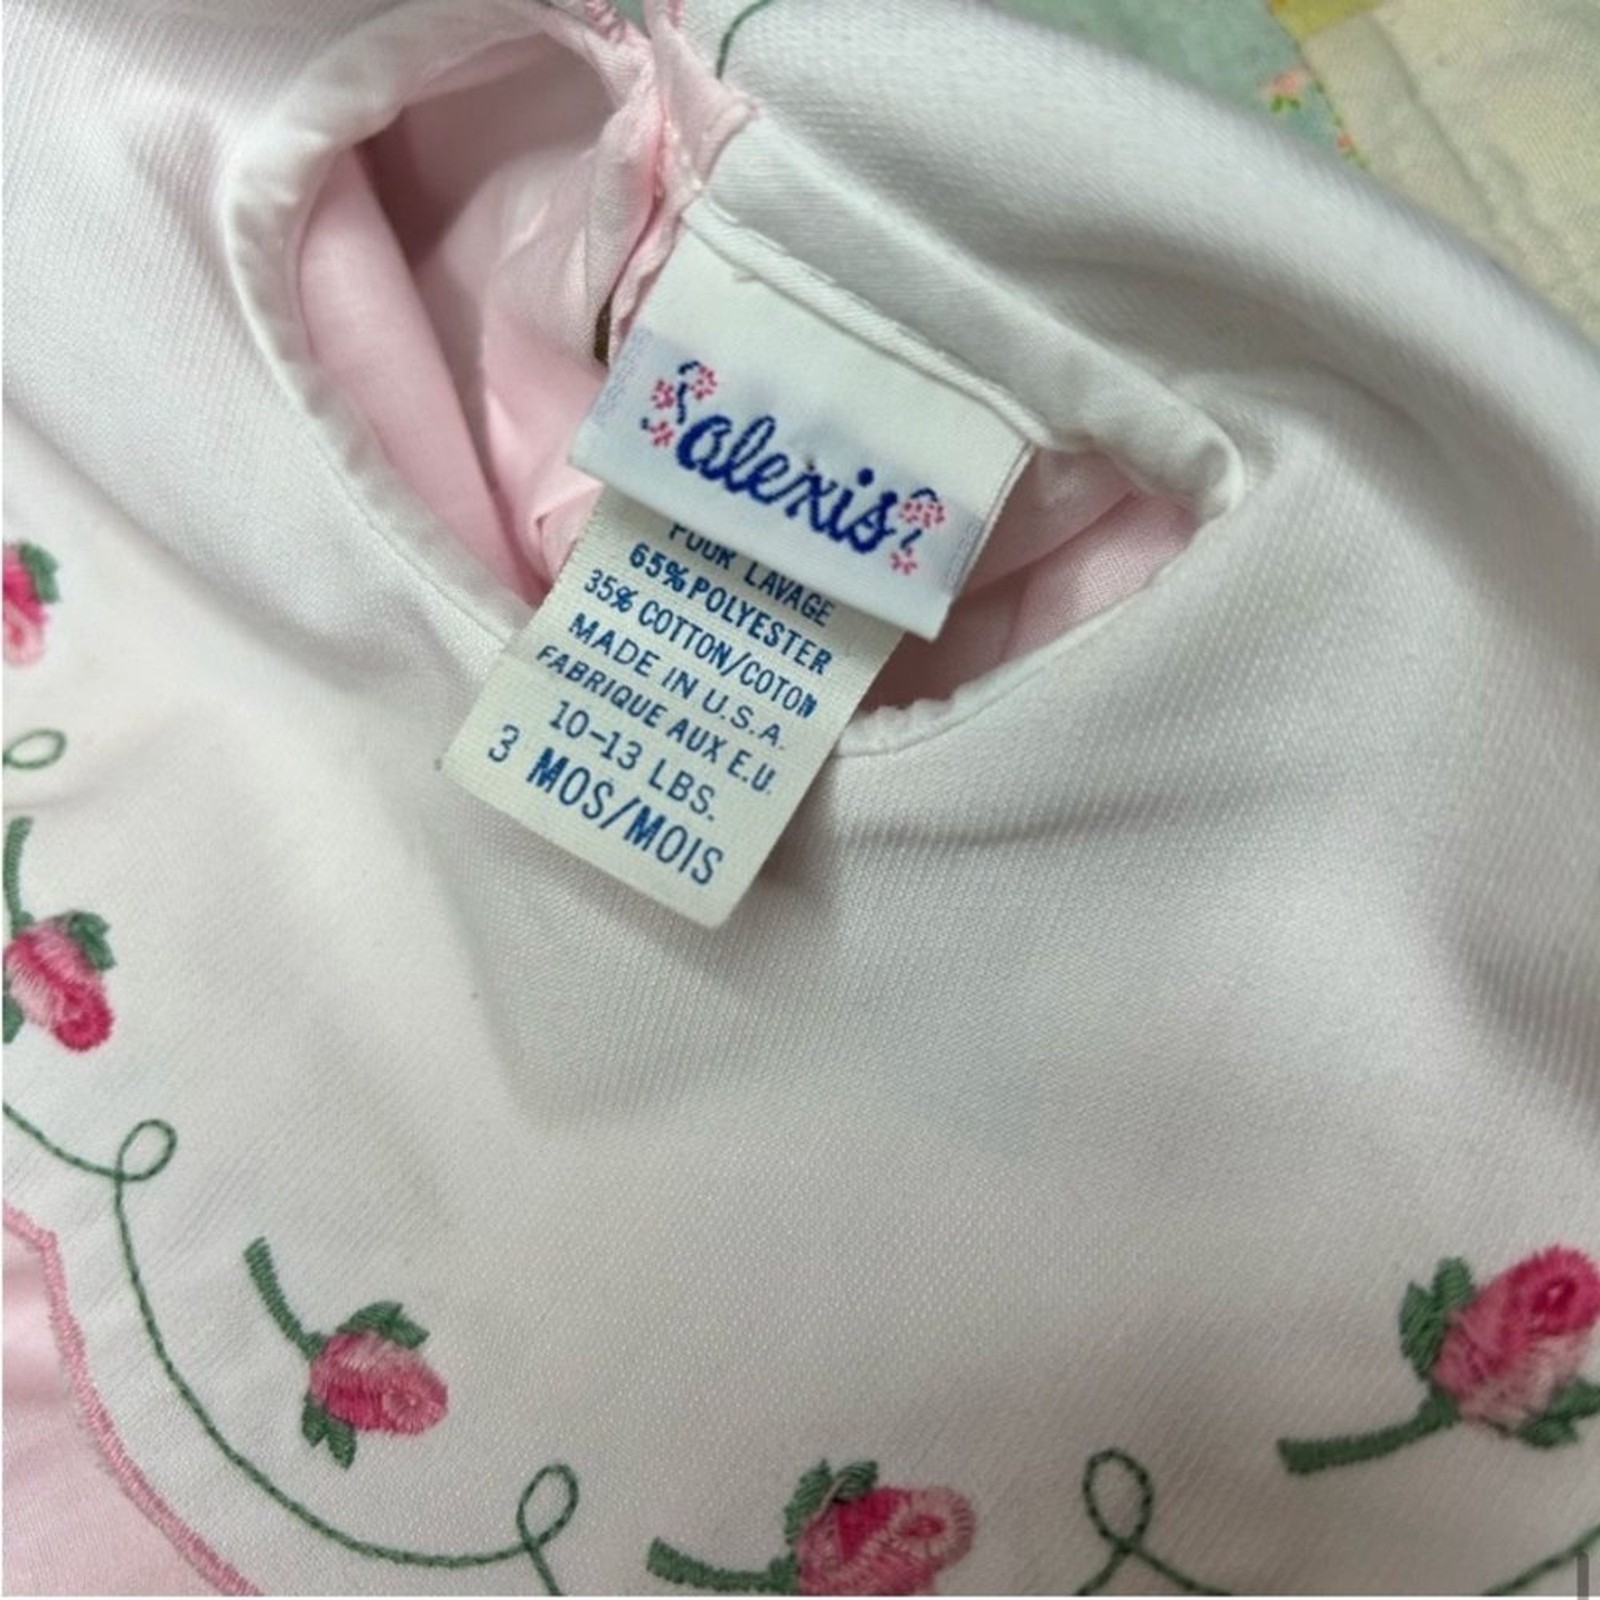 alexis
POUR LAVAGE
65% POLYESTER
35% COTTON/COTON
MADE IN U.S.A.
FABRIQUE AUX E.U.
10-13 LBS.
3 MOS/MOIS